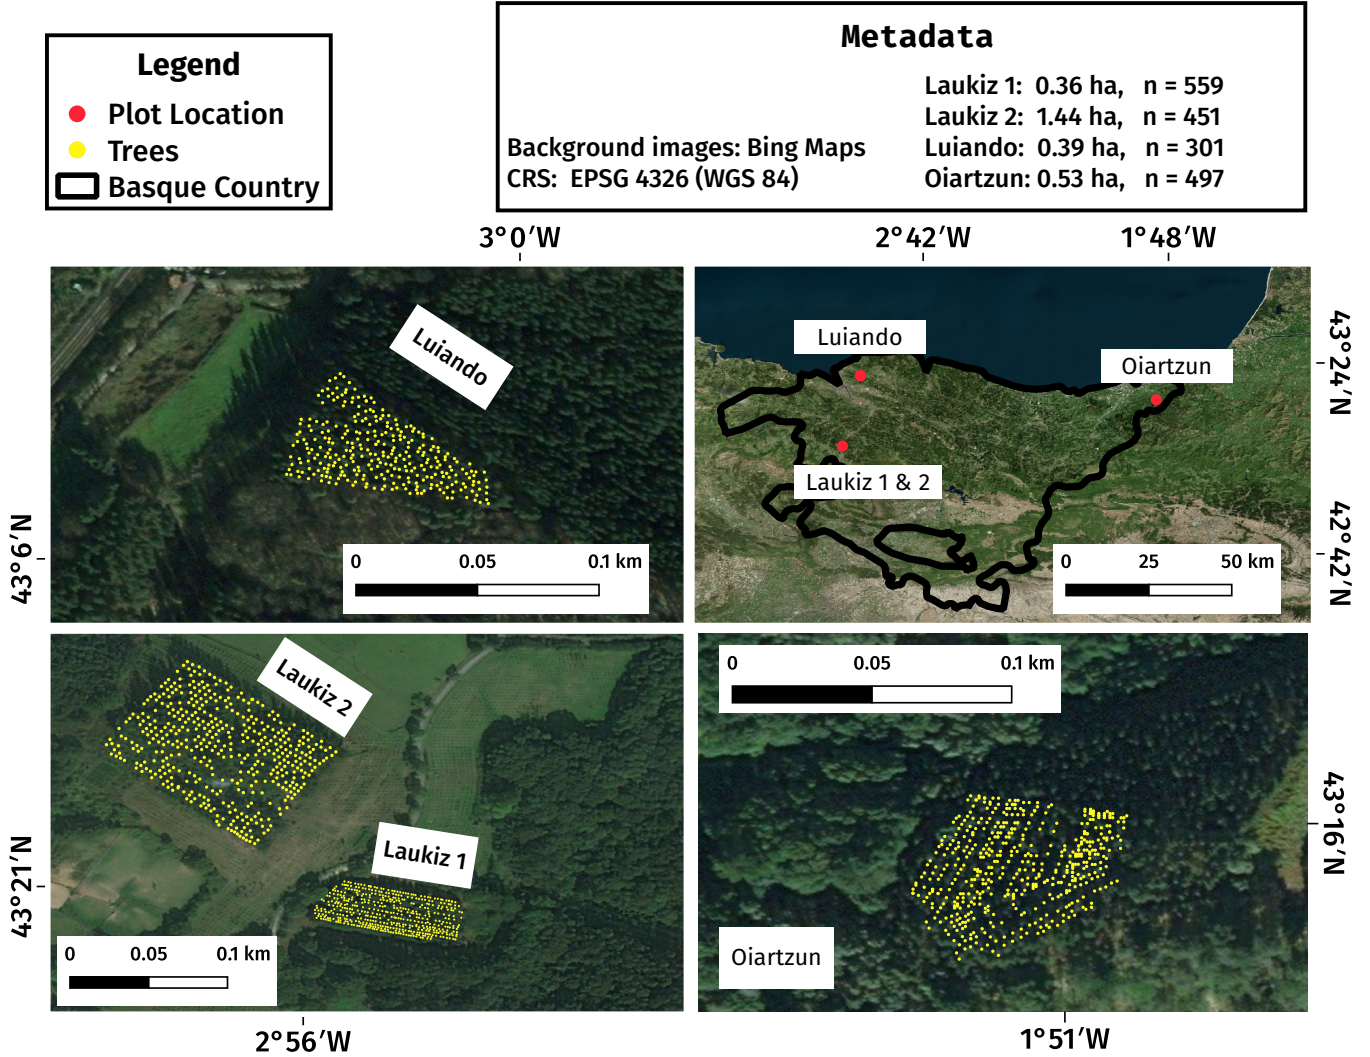 Legend
Plot Location
Trees
Basque Country
Metadata
Laukiz 1: 0.36 ha, n = 559
Laukiz 2: 1.44 ha, n = 451
Background images: Bing Maps
Luiando: 0.39 ha, n = 301
CRS: EPSG 4326 (WGS 84)
Oiartzun: 0.53 ha, n = 497
3°0′W
2°42′W
1°48′W
Luiando
43°6′N
0 0.05 0.1 km
Luiando
Oiartzun
Laukiz 1 & 2
43°24′N
42°42′N
0 25 50 km
Laukiz 2
Laukiz 1
43°21′N
0 0.05 0.1 km
2°56′W
0 0.05 0.1 km
43°16′N
Oiartzun
1°51′W